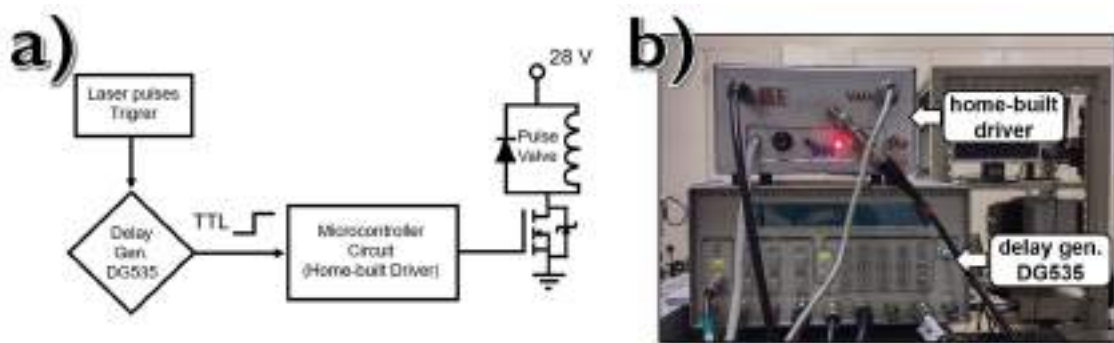 a)
Laser pulses
Trigrer
28 V
Pulse
Valve
Delay
Gen.
DG535
TTL
Microcontroller
Circuit
(Home-built Driver)
b)
home-built
driver
delay gen.
DG535